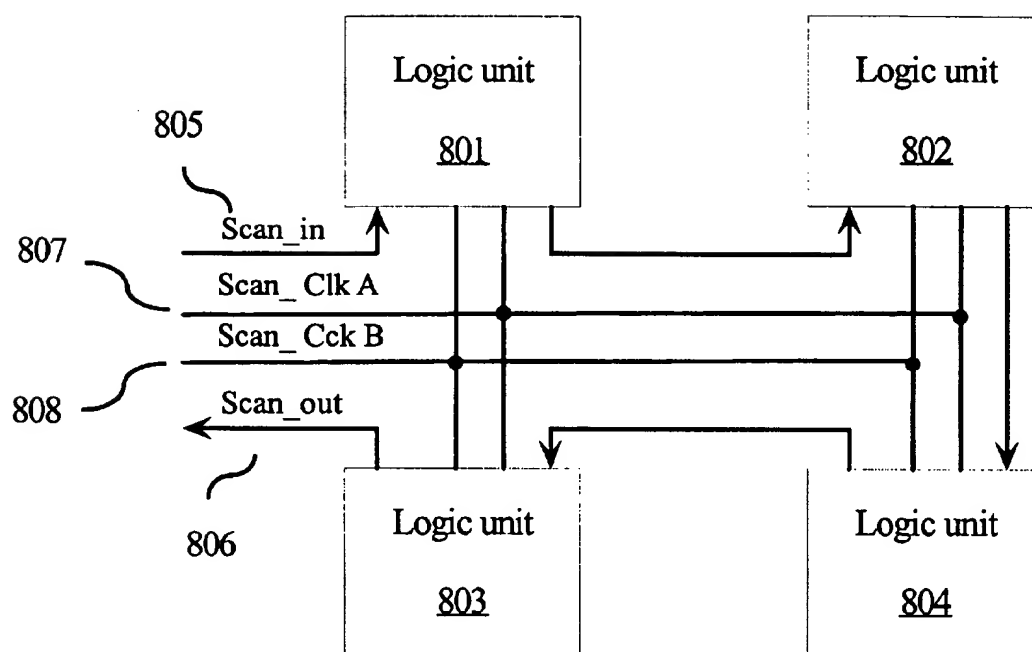 Logic unit
801
Logic unit
802
805
Scan_in
807
Scan_ Clk A
Scan_ Cck B
808
Scan_out
806
Logic unit
803
Logic unit
804